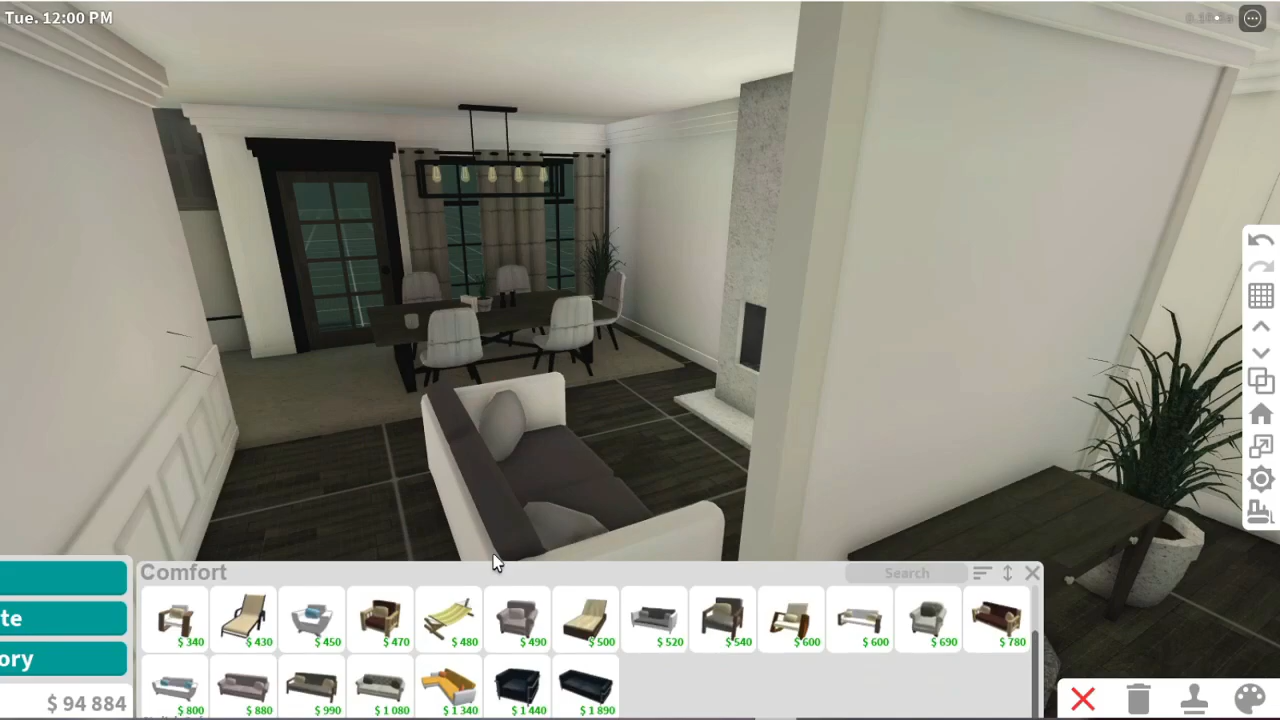 Tue. 12:00 PM
te
ory
$ 94 884
Comfort
Search
$ 340
$ 430
$ 450
$ 470
$ 480
$ 490
$ 500
$ 520
$ 540
$ 600
$ 600
$ 690
$ 780
$ 800
$ 880
$ 990
$ 1 080
$ 1 340
$ 1 440
$ 1 890